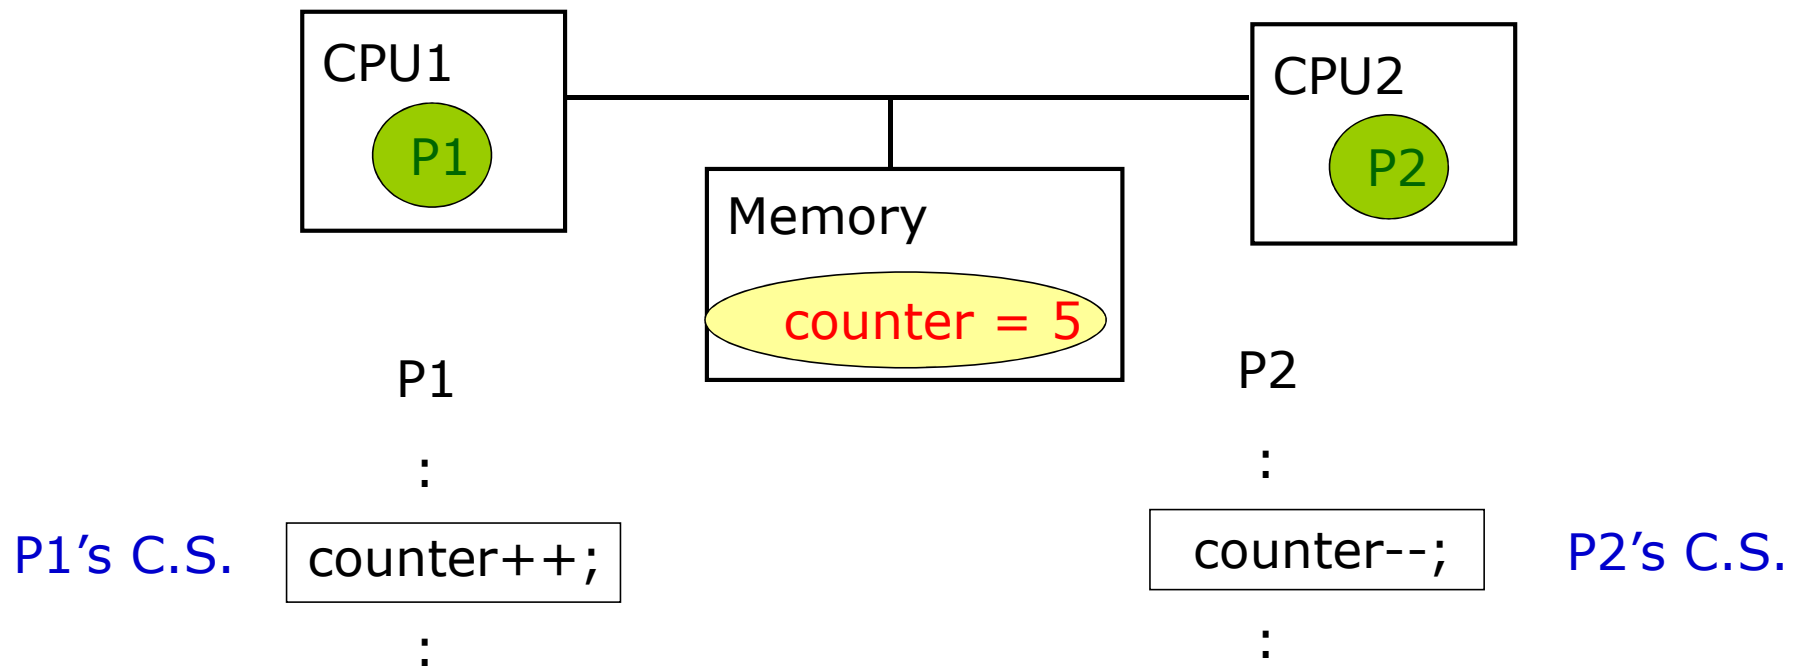 CPU1
P1
CPU2
P2
Memory
counter = 5
P1
P2
:
:
P1’s C.S.
counter++;
counter--;
P2’s C.S.
:
: